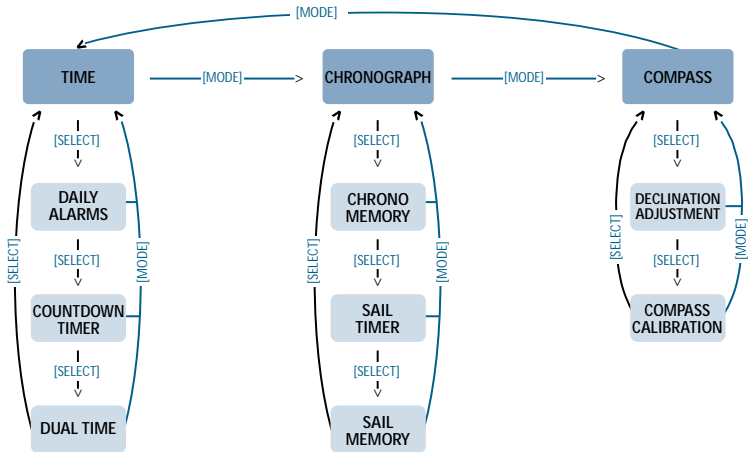 [MODE]
TIME
[MODE]
CHRONOGRAPH
[MODE]
COMPASS
[SELECT]
[SELECT]
[SELECT]
DAILY
ALARMS
CHRONO
MEMORY
DECLINATION
ADJUSTMENT
[SELECT]
[MODE]
[SELECT]
[MODE]
[SELECT]
[MODE]
[SELECT]
[SELECT]
[SELECT]
COUNTDOWN
TIMER
SAIL
TIMER
COMPASS
CALIBRATION
[SELECT]
[SELECT]
DUAL TIME
SAIL
MEMORY